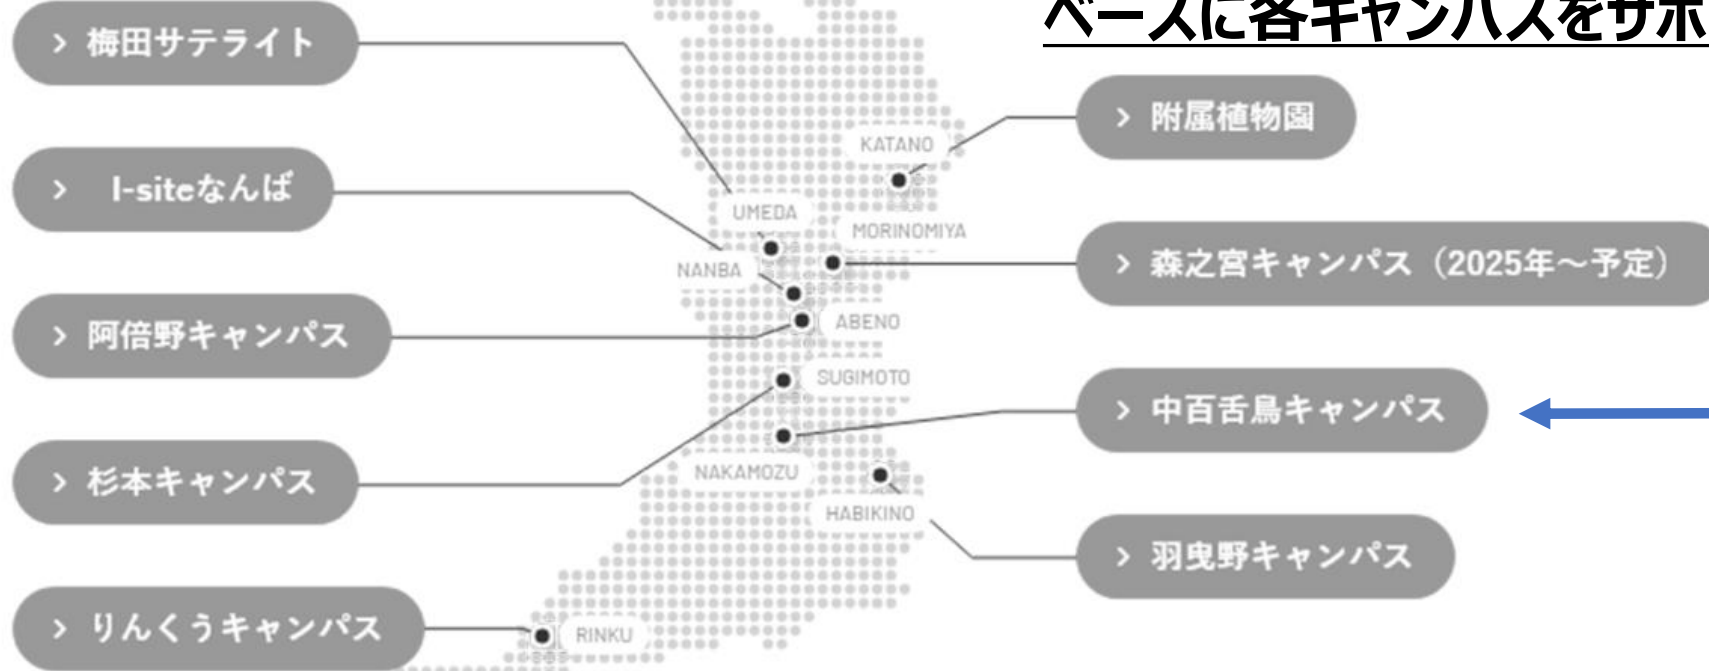 ベースに各キャンパスをサポ
梅田サテライト
I-siteなんば
阿倍野キャンパス
杉本キャンパス
りんくうキャンパス
KATANO
UMEDA
MORINOMIYA
NANBA
ABENO
SUGIMOTO
NAKAMOZU
HABIKINO
RINKU
附属植物園
森之宮キャンパス（2025年～予定）
中百舌鳥キャンパス
羽曳野キャンパス